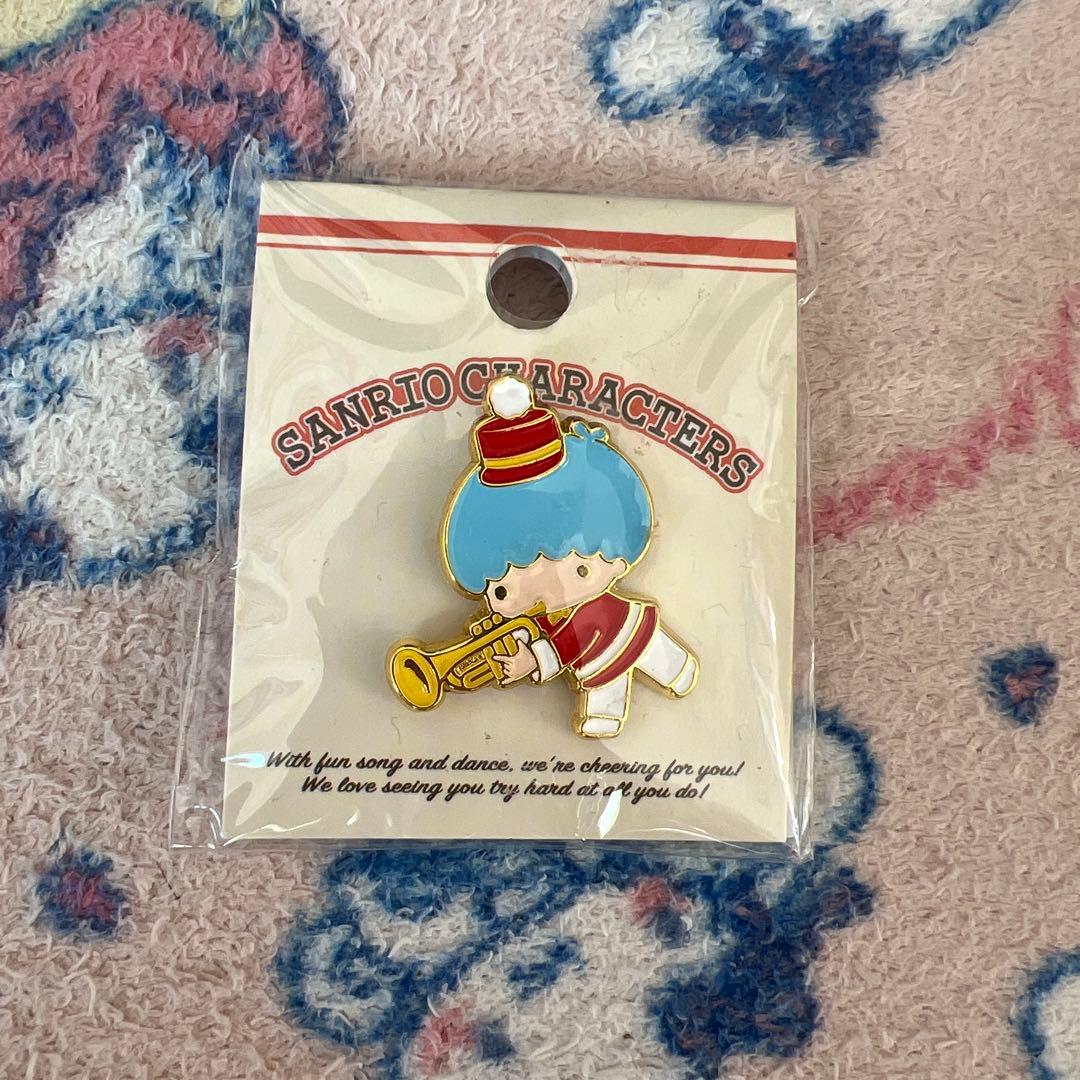 SANRIO CHARACTERS
With fun song and dance, we're cheering for you!
We love seeing you try hard at all you do!